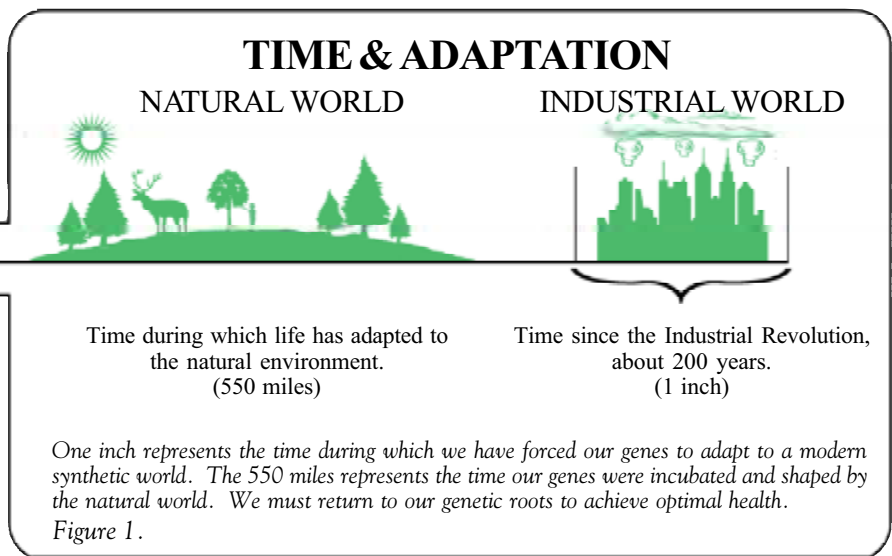 TIME & ADAPTATION
NATURAL WORLD
INDUSTRIAL WORLD
Time during which life has adapted to
the natural environment.
(550 miles)
Time since the Industrial Revolution,
about 200 years.
(1 inch)
One inch represents the time during which we have forced our genes to adapt to a modern
synthetic world. The 550 miles represents the time our genes were incubated and shaped by
the natural world. We must return to our genetic roots to achieve optimal health.
Figure 1.